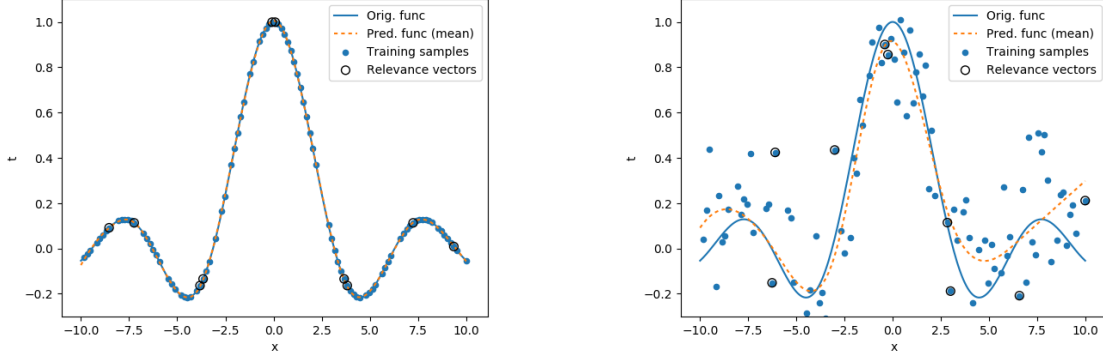 1.0
0.8
0.6
0.4
0.2
0.0
−0.2
t
−10.0 −7.5 −5.0 −2.5 0.0 2.5 5.0 7.5 10.0
x
Orig. func
Pred. func (mean)
Training samples
Relevance vectors
1.0
0.8
0.6
0.4
0.2
0.0
−0.2
t
−10.0 −7.5 −5.0 −2.5 0.0 2.5 5.0 7.5 10.0
x
Orig. func
Pred. func (mean)
Training samples
Relevance vectors